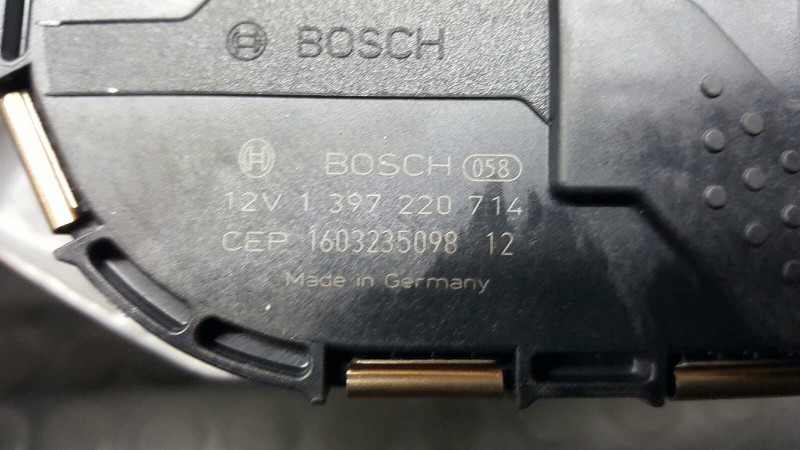 BOSCH
BOSCH 058
12V 1 397 220 714
CEP 1603235098 12
Made in Germany